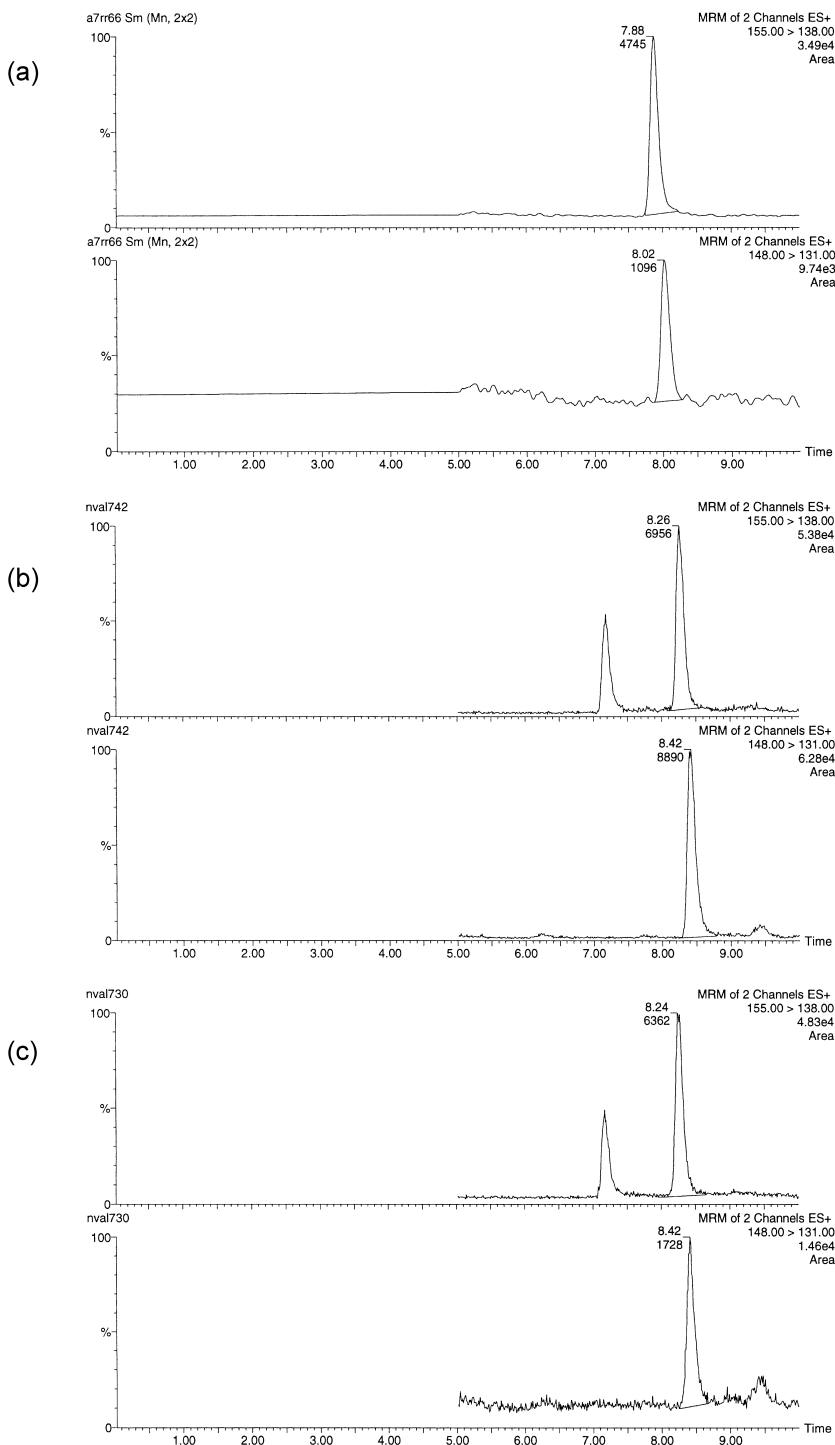 (a)
a7rr66 Sm (Mn, 2x2)
MRM of 2 Channels ES+
155.00 > 138.00
3.49e4
Area
7.88
4745
100
%
0
a7rr66 Sm (Mn, 2x2)
MRM of 2 Channels ES+
148.00 > 131.00
9.74e3
Area
8.02
1096
100
%
0
1.00 2.00 3.00 4.00 5.00 6.00 7.00 8.00 9.00 Time
(b)
nval742
MRM of 2 Channels ES+
155.00 > 138.00
5.38e4
Area
8.26
6956
100
%
0
nval742
MRM of 2 Channels ES+
148.00 > 131.00
6.28e4
Area
8.42
8890
100
%
0
1.00 2.00 3.00 4.00 5.00 6.00 7.00 8.00 9.00 Time
(c)
nval730
MRM of 2 Channels ES+
155.00 > 138.00
4.83e4
Area
8.24
6362
100
%
0
nval730
MRM of 2 Channels ES+
148.00 > 131.00
1.46e4
Area
8.42
1728
100
%
0
1.00 2.00 3.00 4.00 5.00 6.00 7.00 8.00 9.00 Time